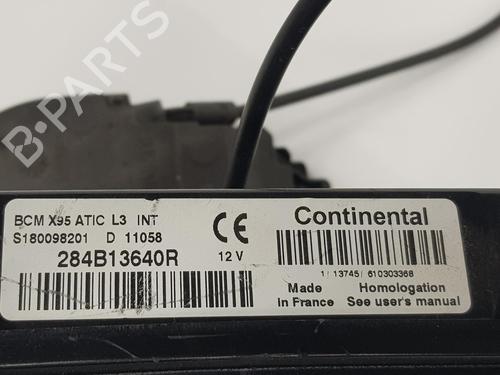 B-PARTS
BCM X95 ATIC L3 INT
S180098201 D 11058
284B13640R
12 V
CE
Continental
1/ 13745/ 610303368
Made in France
Homologation See user's manual